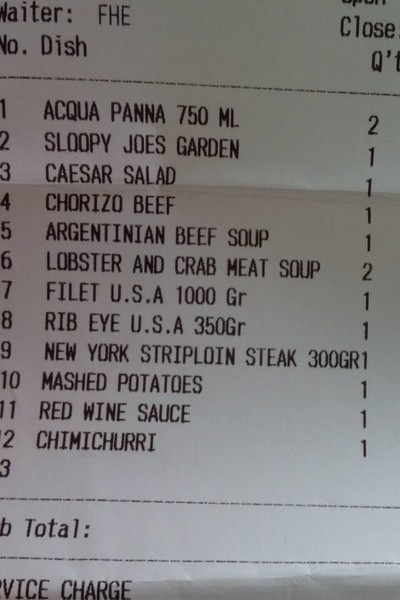 Waiter: FHE
Close:
No. Dish Q't
1 ACQUA PANNA 750 ML 2
2 SLOOPY JOES GARDEN 1
3 CAESAR SALAD 1
4 CHORIZO BEEF 1
5 ARGENTINIAN BEEF SOUP 1
6 LOBSTER AND CRAB MEAT SOUP 2
7 FILET U.S.A 1000 Gr 1
8 RIB EYE U.S.A 350Gr 1
9 NEW YORK STRIPLOIN STEAK 300GR1
10 MASHED POTATOES 1
11 RED WINE SAUCE 1
12 CHIMICHURRI 1
3
b Total:
RVICE CHARGE